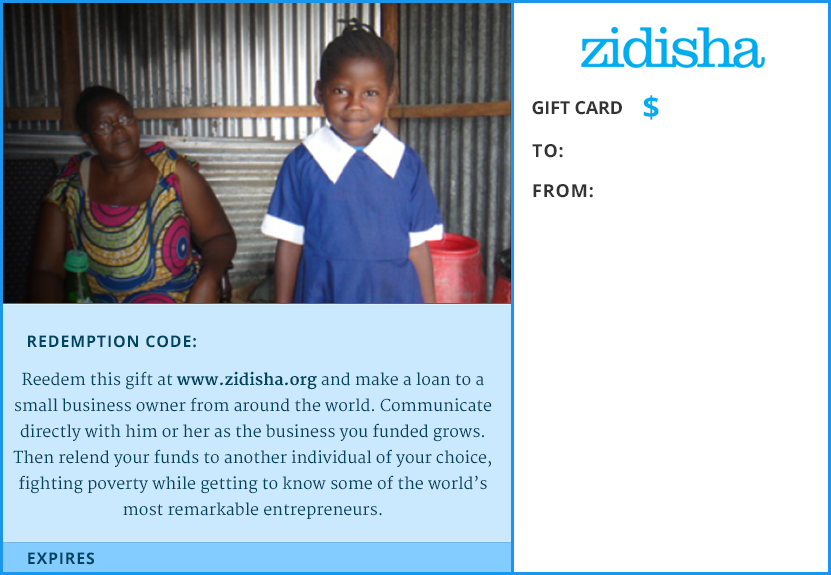 zidisha
GIFT CARD $
TO:
FROM:
REDEMPTION CODE:
Reedem this gift at www.zidisha.org and make a loan to a
small business owner from around the world. Communicate
directly with him or her as the business you funded grows.
Then relend your funds to another individual of your choice,
fighting poverty while getting to know some of the world’s
most remarkable entrepreneurs.
EXPIRES